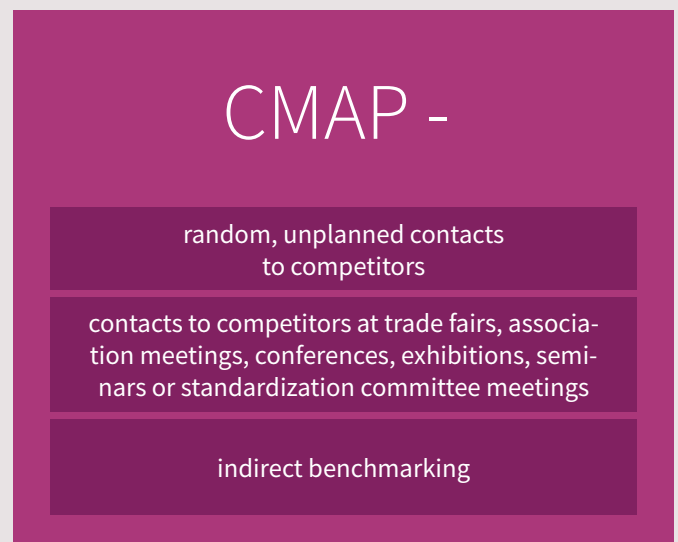 CMAP -
random, unplanned contacts
to competitors
contacts to competitors at trade fairs, associa-
tion meetings, conferences, exhibitions, semi-
nars or standardization committee meetings
indirect benchmarking